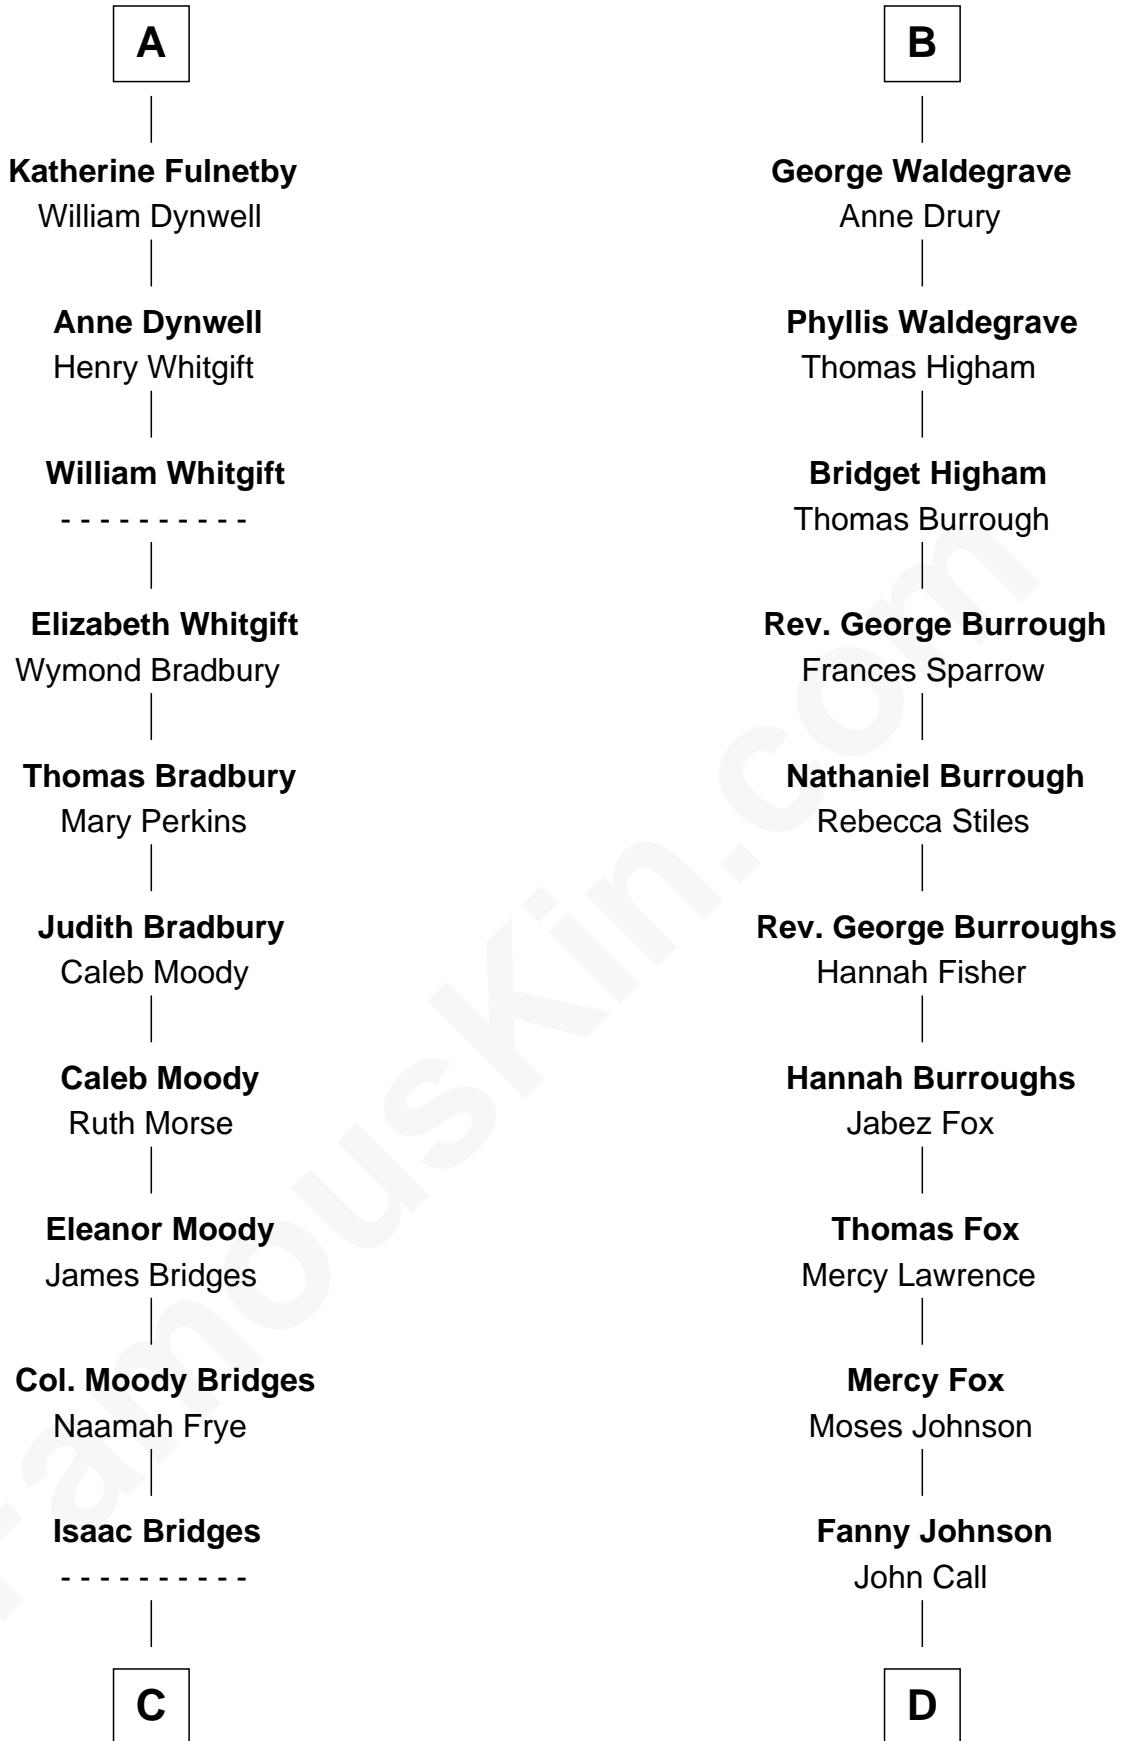 A
Katherine Fulnetby
William Dynwell
Anne Dynwell
Henry Whitgift
William Whitgift
- - - - - - - - - -
Elizabeth Whitgift
Wymond Bradbury
Thomas Bradbury
Mary Perkins
Judith Bradbury
Caleb Moody
Caleb Moody
Ruth Morse
Eleanor Moody
James Bridges
Col. Moody Bridges
Naamah Frye
Isaac Bridges
- - - - - - - - - -
C
B
George Waldegrave
Anne Drury
Phyllis Waldegrave
Thomas Higham
Bridget Higham
Thomas Burrough
Rev. George Burrough
Frances Sparrow
Nathaniel Burrough
Rebecca Stiles
Rev. George Burroughs
Hannah Fisher
Hannah Burroughs
Jabez Fox
Thomas Fox
Mercy Lawrence
Mercy Fox
Moses Johnson
Fanny Johnson
John Call
D
FamousKin.com